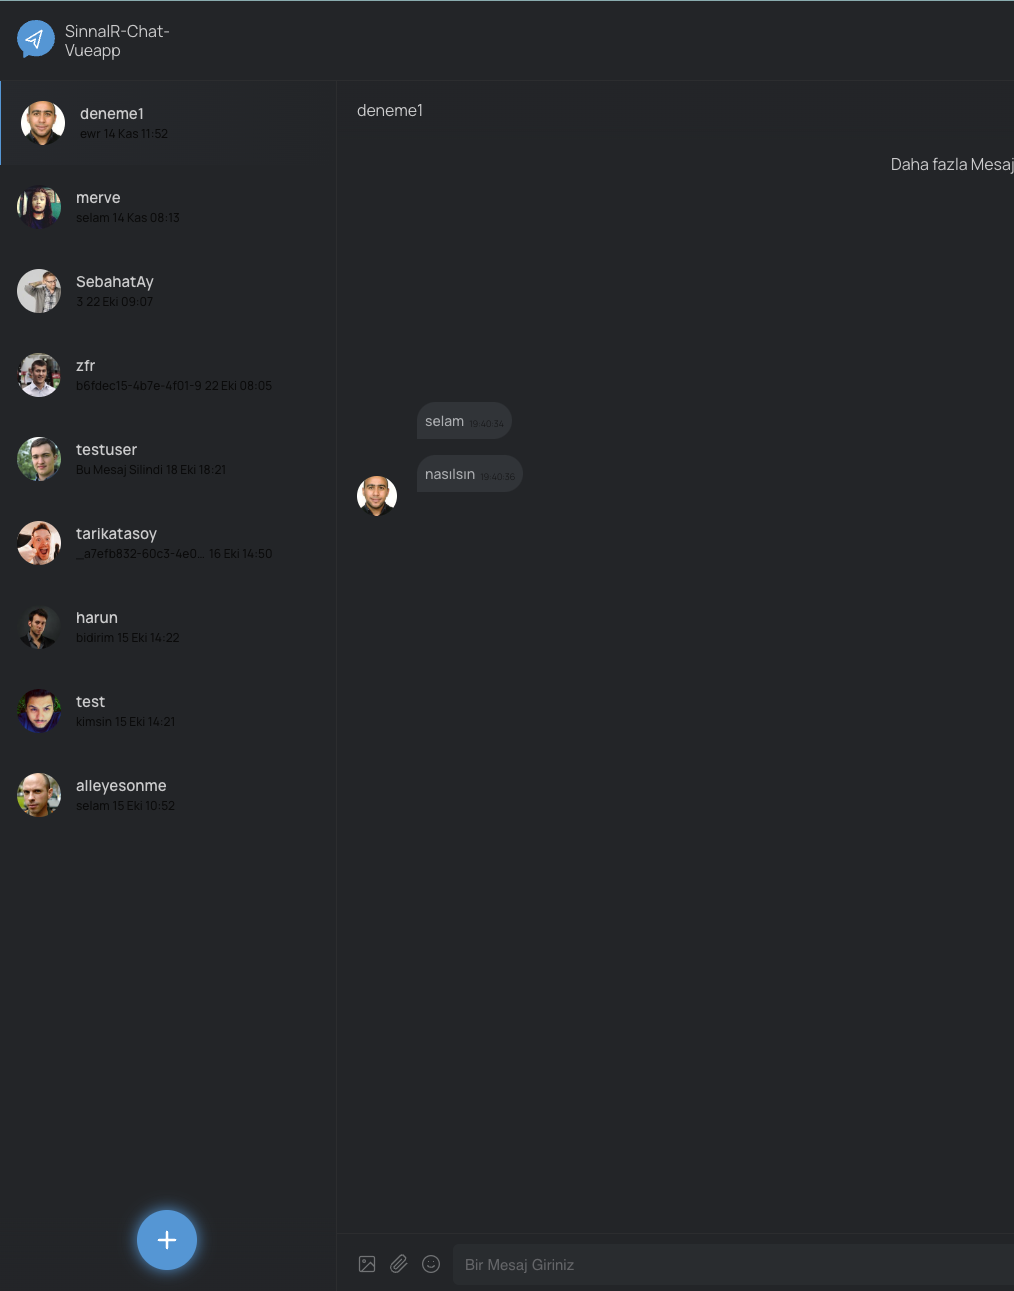 SinnalR-Chat-
Vueapp
deneme1
ewr 14 Kas 11:52
merve
selam 14 Kas 08:13
SebahatAy
3 22 Eki 09:07
zfr
b6fdec15-4b7e-4f01-9 22 Eki 08:05
testuser
Bu Mesaj Silindi 18 Eki 18:21
tarikatasoy
_a7efb832-60c3-4e0... 16 Eki 14:50
harun
bidirim 15 Eki 14:22
test
kimsin 15 Eki 14:21
alleyesonme
selam 15 Eki 10:52
deneme1
Daha fazla Mesaj
selam 19:40:34
nasılsın 19:40:36
Bir Mesaj Giriniz